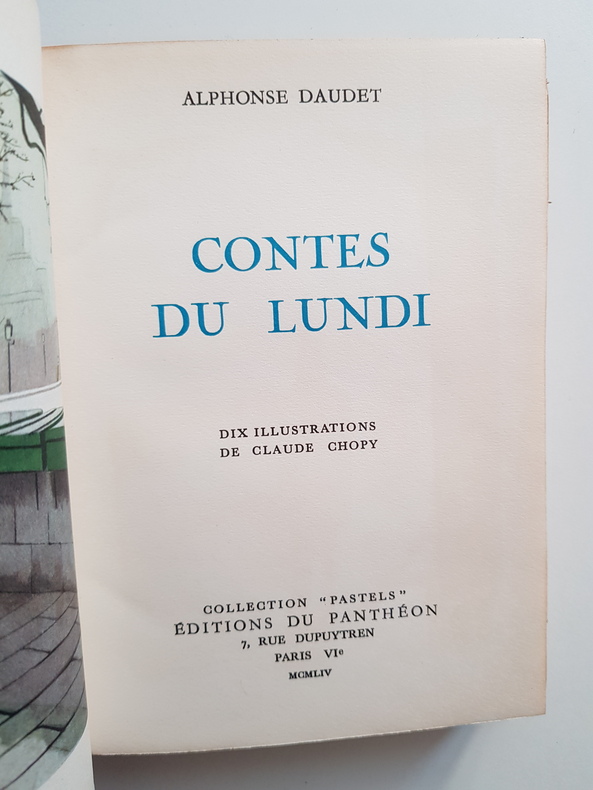 ALPHONSE DAUDET
CONTES
DU LUNDI
DIX ILLUSTRATIONS
DE CLAUDE CHOPY
COLLECTION "PASTELS"
ÉDITIONS DU PANTHÉON
7, RUE DUPUYTREN
PARIS VIe
MCMLIV